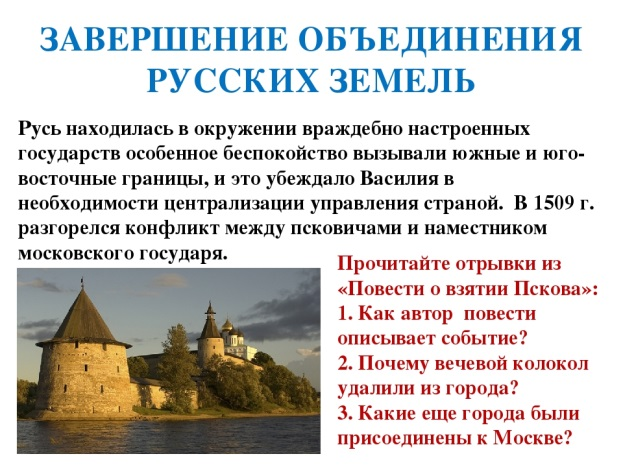 ЗАВЕРШЕНИЕ ОБЪЕДИНЕНИЯ
РУССКИХ ЗЕМЕЛЬ
Русь находилась в окружении враждебно настроенных
государств особенное беспокойство вызывали южные и юго-
восточные границы, и это убеждало Василия в
необходимости централизации управления страной. В 1509 г.
разгорелся конфликт между псковичами и наместником
московского государя.
Прочитайте отрывки из
«Повести о взятии Пскова»:
1. Как автор повести
описывает событие?
2. Почему вечевой колокол
удалили из города?
3. Какие еще города были
присоединены к Москве?